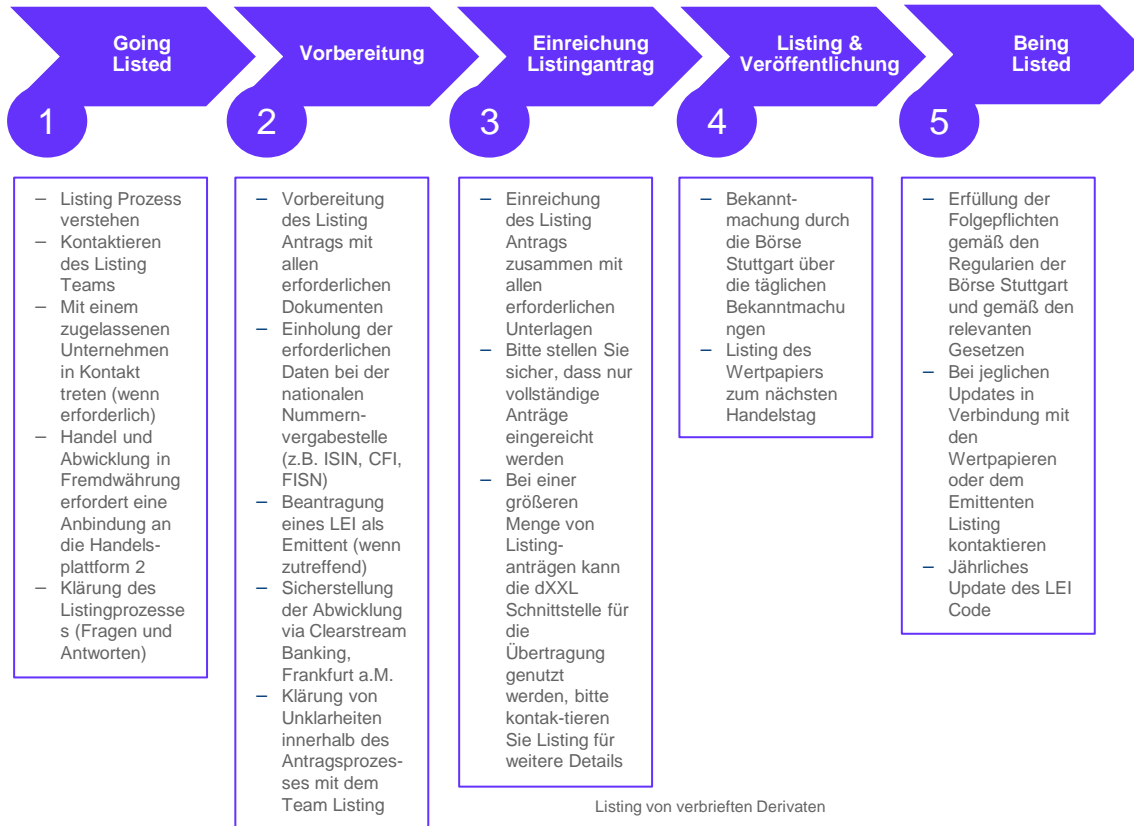 Going
Listed
Vorbereitung
Einreichung
Listingantrag
Listing &
Veröffentlichung
Being
Listed
1
2
3
4
5
– Listing Prozess
verstehen
– Kontaktieren
des Listing
Teams
– Mit einem
zugelassenen
Unternehmen
in Kontakt
treten (wenn
erforderlich)
– Handel und
Abwicklung in
Fremdwährung
erfordert eine
Anbindung an
die Handels-
plattform 2
– Klärung des
Listingprozesse
s (Fragen und
Antworten)
– Vorbereitung
des Listing
Antrags mit
allen
erforderlichen
Dokumenten
– Einholung der
erforderlichen
Daten bei der
nationalen
Nummern-
vergabestelle
(z.B. ISIN, CFI,
FISN)
– Beantragung
eines LEI als
Emittent (wenn
zutreffend)
– Sicherstellung
der Abwicklung
via Clearstream
Banking,
Frankfurt a.M.
– Klärung von
Unklarheiten
innerhalb des
Antragsprozes-
ses mit dem
Team Listing
– Einreichung
des Listing
Antrags
zusammen mit
allen
erforderlichen
Unterlagen
– Bitte stellen Sie
sicher, dass nur
vollständige
Anträge
eingereicht
werden
– Bei einer
größeren
Menge von
Listing-
anträgen kann
die dXXL
Schnittstelle für
die
Übertragung
genutzt
werden, bitte
kontak-tieren
Sie Listing für
weitere Details
– Bekannt-
machung durch
die Börse
Stuttgart über
die täglichen
Bekanntmachu
ngen
– Listing des
Wertpapiers
zum nächsten
Handelstag
– Erfüllung der
Folgepflichten
gemäß den
Regularien der
Börse Stuttgart
und gemäß den
relevanten
Gesetzen
– Bei jeglichen
Updates in
Verbindung mit
den
Wertpapieren
oder dem
Emittenten
Listing
kontaktieren
– Jährliches
Update des LEI
Code
Listing von verbrieften Derivaten